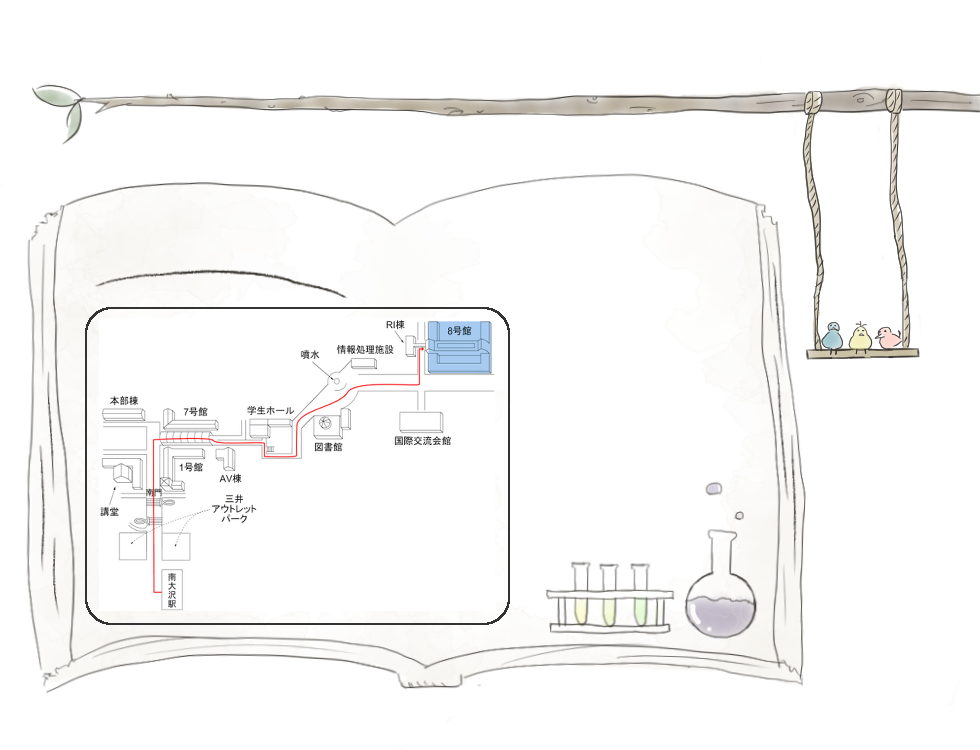 RI棟
8号館
情報処理施設
噴水
本部棟
7号館
学生ホール
国際交流会館
図書館
1号館
AV棟
南門
講堂
三井
アウトレット
パーク
南大沢駅